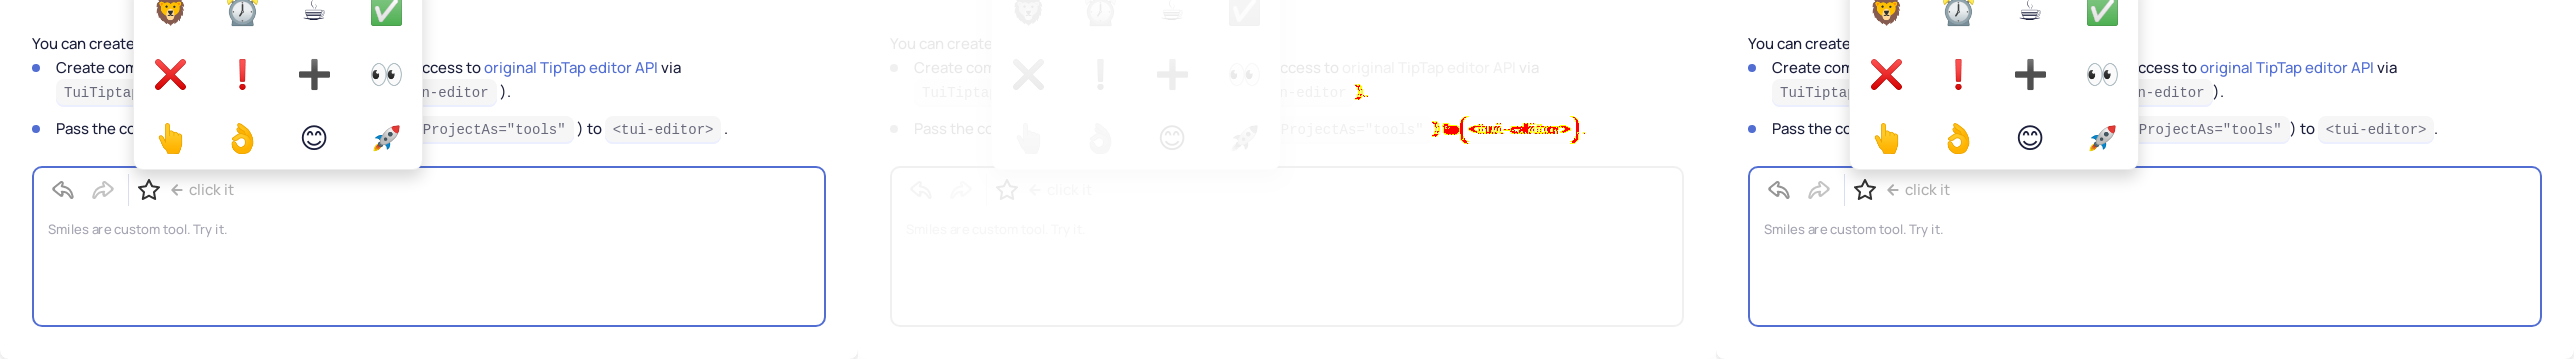 You can create
Create com ccess to original TipTap editor API via
TuiTiptap n-editor ).
Pass the co ProjectAs="tools" ) to <tui-editor> .
← click it
Smiles are custom tool. Try it.
You can create
Create com ccess to original TipTap editor API via
TuiTiptap n-editor ).
Pass the co ProjectAs="tools" ) to <tui-editor> .
← click it
Smiles are custom tool. Try it.
You can create
Create com ccess to original TipTap editor API via
TuiTiptap n-editor ).
Pass the co ProjectAs="tools" ) to <tui-editor> .
← click it
Smiles are custom tool. Try it.